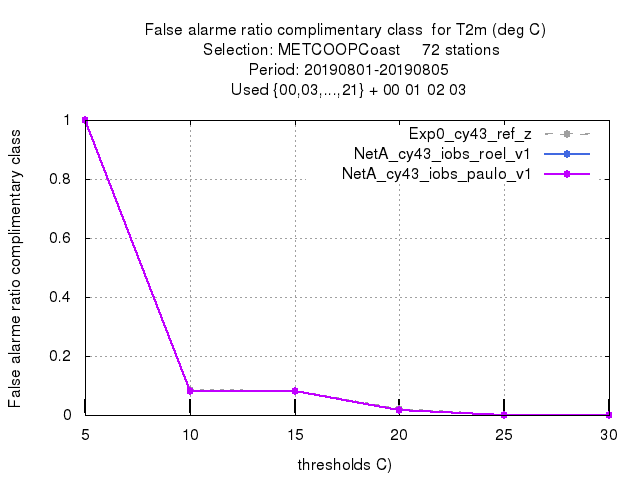 False alarme ratio complimentary class  for T2m (deg C)
Selection: METCOOPCoast     72 stations
Period: 20190801-20190805
Used {00,03,...,21} + 00 01 02 03
Exp0_cy43_ref_z
NetA_cy43_iobs_roel_v1
NetA_cy43_iobs_paulo_v1
False alarme ratio complimentary class
1
0.8
0.6
0.4
0.2
0
5 10 15 20 25 30
thresholds C)